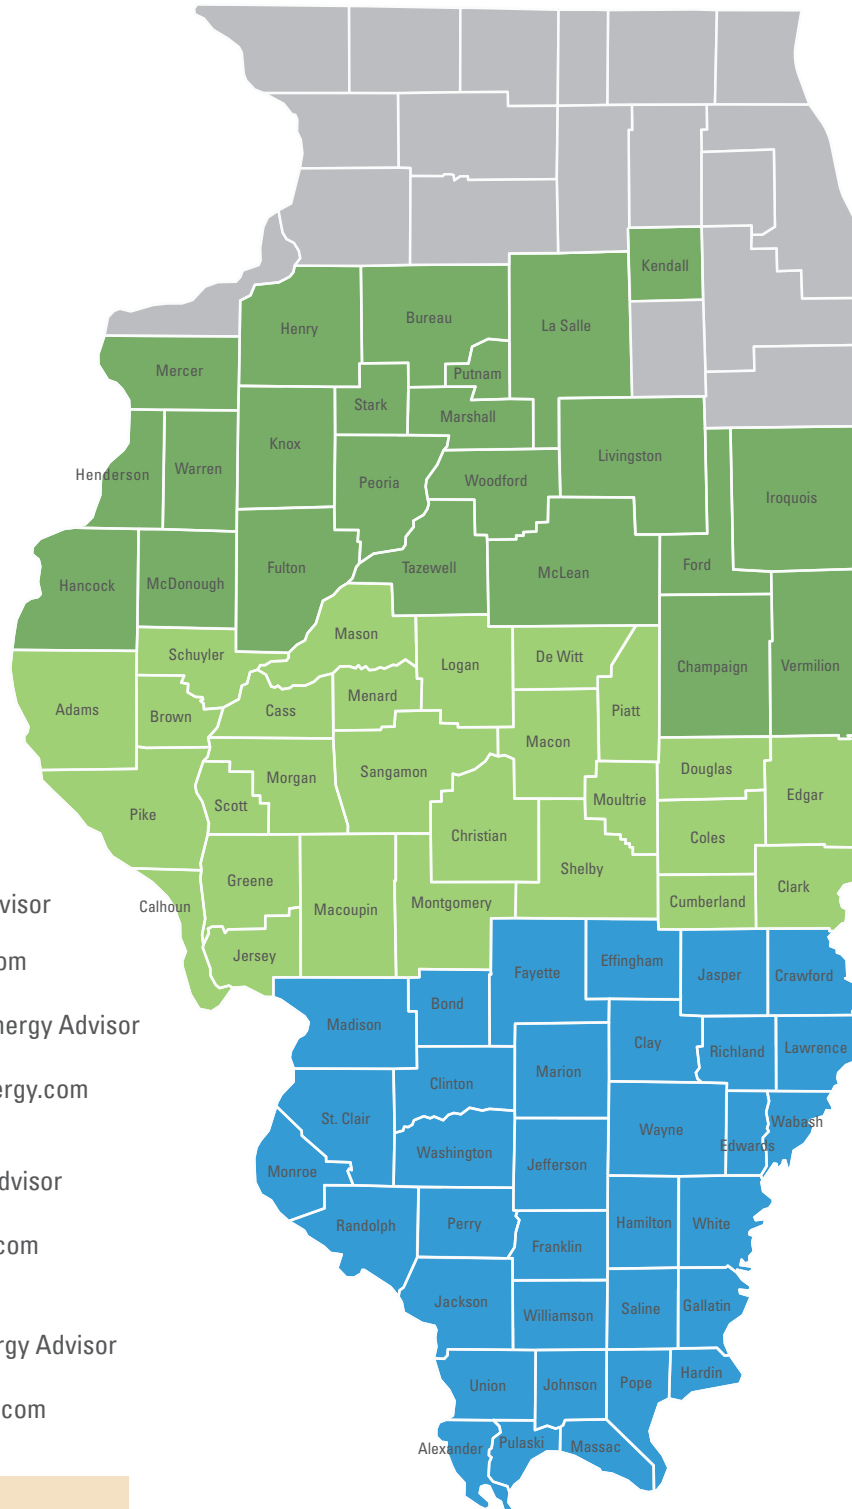 Kendall
Bureau
La Salle
Henry
Mercer
Putnam
Stark
Marshall
Knox
Livingston
Henderson
Warren
Peoria
Woodford
Iroquois
Hancock
McDonough
Fulton
Tazewell
McLean
Ford
Mason
Schuyler
De Witt
Logan
Champaign
Vermilion
Adams
Brown
Cass
Menard
Piatt
Macon
Douglas
Sangamon
Morgan
Edgar
Pike
Scott
Moultrie
Christian
Coles
Shelby
Greene
Clark
Calhoun
Macoupin
Montgomery
Cumberland
Jersey
Fayette
Effingham
Jasper
Crawford
Bond
Madison
Clay
Richland
Lawrence
Clinton
Marion
St. Clair
Wayne
Wabash
Edwards
Washington
Jefferson
Monroe
Randolph
Perry
Hamilton
White
Franklin
Jackson
Williamson
Saline
Gallatin
Union
Johnson
Pope
Hardin
Alexander
Pulaski
Massac
visor
om
nergy Advisor
ergy.com
dvisor
com
rgy Advisor
.com